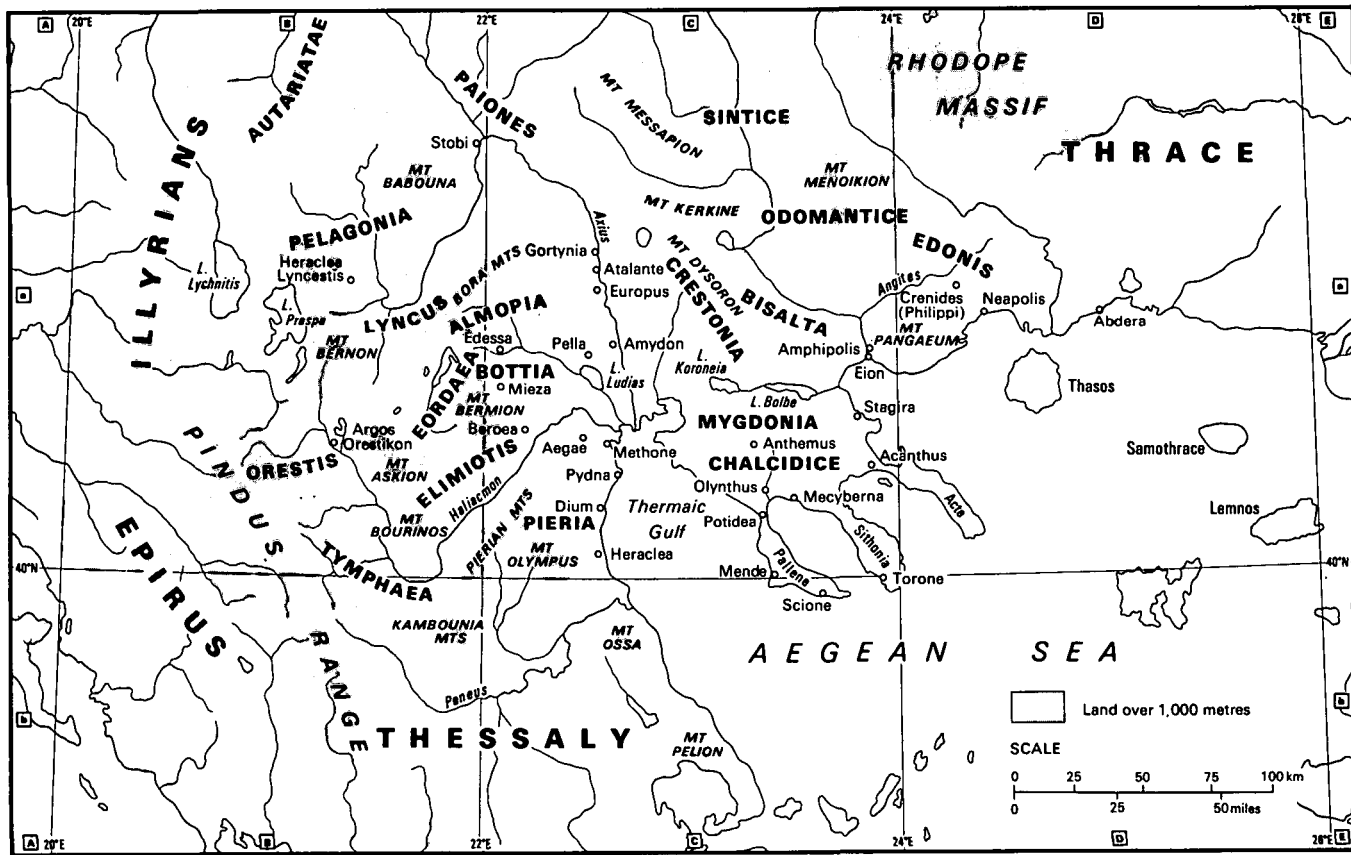 A
20°E
B
22°E
C
24°E
D
26°E
E
RHODOPE
MASSIF
THRACE
AUTARIATAE
PAIONES
MT MESSAPION
SINTICE
Stobi
ILLYRIANS
MT
BABOUNA
MT
MENOIKION
MT KERKINE
ODOMANTICE
PELAGONIA
Axius
EDONIS
Heraclea
Lyncestis
L.
Lychnitis
Gortynia
BORA MTS
Atalante
Europus
MT DYSORON
CRESTONIA
BISALTA
Angites
Crenides
(Philippi)
Neapolis
a
a
Abdera
L.
Praspa
LYNCUS
ALMOPIA
MT
BERNON
Edessa
Pella
Amydon
Amphipolis
MT
PANGAEUM
Eion
L.
Koroneia
L.
Ludias
BOTTIA
Mieza
EORDAEA
MT
BERMION
Beroea
L. Bolbe
Stagira
Thasos
MYGDONIA
Anthemus
Argos
Orestikon
Aegae
Methone
Samothrace
ORESTIS
MT
ASKION
ELIMIOTIS
Pydna
CHALCIDICE
Acanthus
Olynthus
Mecyberna
Acte
PINDUS
RANGE
Haliacmon
Dium
Thermaic
Gulf
Potidea
Sithonia
Lemnos
MT
BOURINOS
PIERIAN MTS
PIERIA
MT
OLYMPUS
Heraclea
EPIRUS
TYMPHAEA
40°N
Mende
Pallene
Scione
Torone
40°N
KAMBOUNIA
MTS
MT
OSSA
AEGEAN SEA
Peneus
b
b
THESSALY
MT
PELION
Land over 1,000 metres
SCALE
0 25 50 75 100 km
0 25 50 miles
A
20°E
B
22°E
C
24°E
D
26°E
E